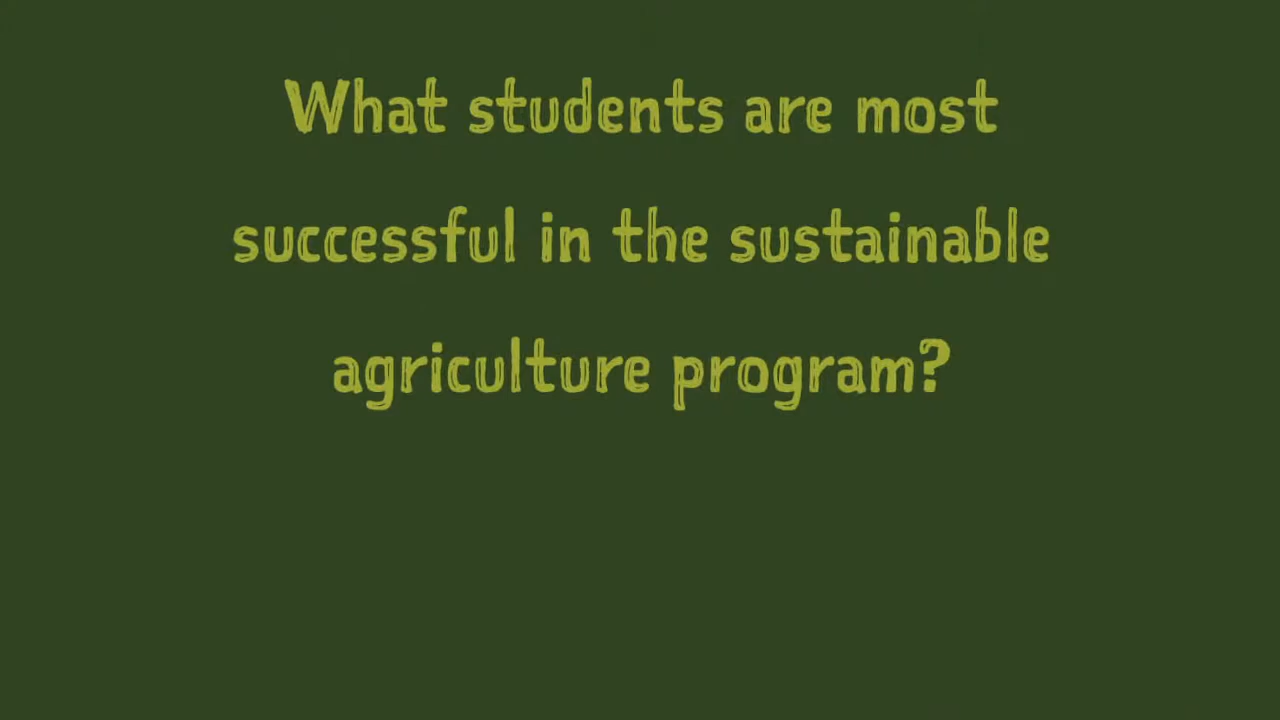 What students are most
successful in the sustainable
agriculture program?